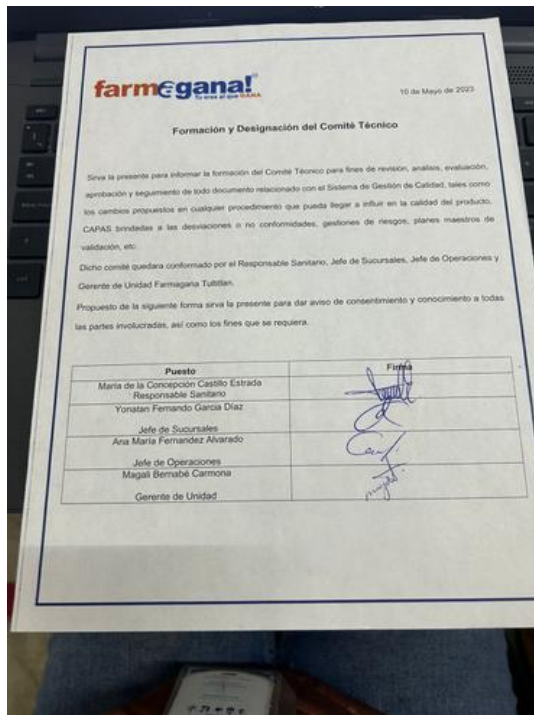 farmagana!
Tu eres al que GANA
10 de Mayo de 2023
Formación y Designación del Comité Técnico
Sirva la presente para informar la formación del Comité Técnico para fines de revisión, analisis, evaluación,
aprobación y seguimiento de todo documento relacionado con el Sistema de Gestión de Calidad, tales como
los cambios propuestos en cualquier procedimiento que pueda llegar a influir en la calidad del producto,
CAPAS brindadas a las desviaciones o no conformidades, gestiones de riesgos, planes maestros de
validación, etc.
Dicho comité quedara conformado por el Responsable Sanitario, Jefe de Sucursales, Jefe de Operaciones y
Gerente de Unidad Farmagana Tultitlan.
Propuesto de la siguiente forma sirva la presente para dar aviso de consentimiento y conocimiento a todas
las partes involucradas, así como los fines que se requiera.
Puesto
Firma
Maria de la Concepción Castillo Estrada
Responsable Sanitario
Yonatan Fernando Garcia Díaz
Jefe de Sucursales
Ana Maria Fernandez Alvarado
Jefe de Operaciones
Magali Bernabé Carmona
Gerente de Unidad